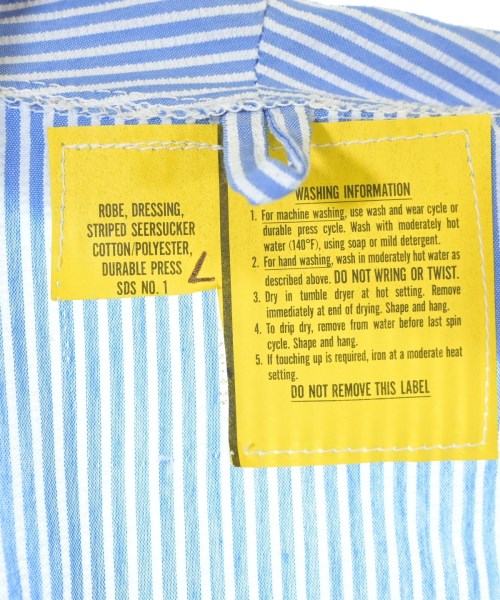 ROBE, DRESSING,
STRIPED SEERSUCKER
COTTON/POLYESTER,
DURABLE PRESS
SDS NO. 1
L
WASHING INFORMATION
1. For machine washing, use wash and wear cycle or
durable press cycle. Wash with moderately hot
water (140°F), using soap or mild detergent.
2. For hand washing, wash in moderately hot water as
described above. DO NOT WRING OR TWIST.
3. Dry in tumble dryer at hot setting. Remove
immediately at end of drying. Shape and hang.
4. To drip dry, remove from water before last spin
cycle. Shape and hang.
5. If touching up is required, iron at a moderate heat
setting.
DO NOT REMOVE THIS LABEL